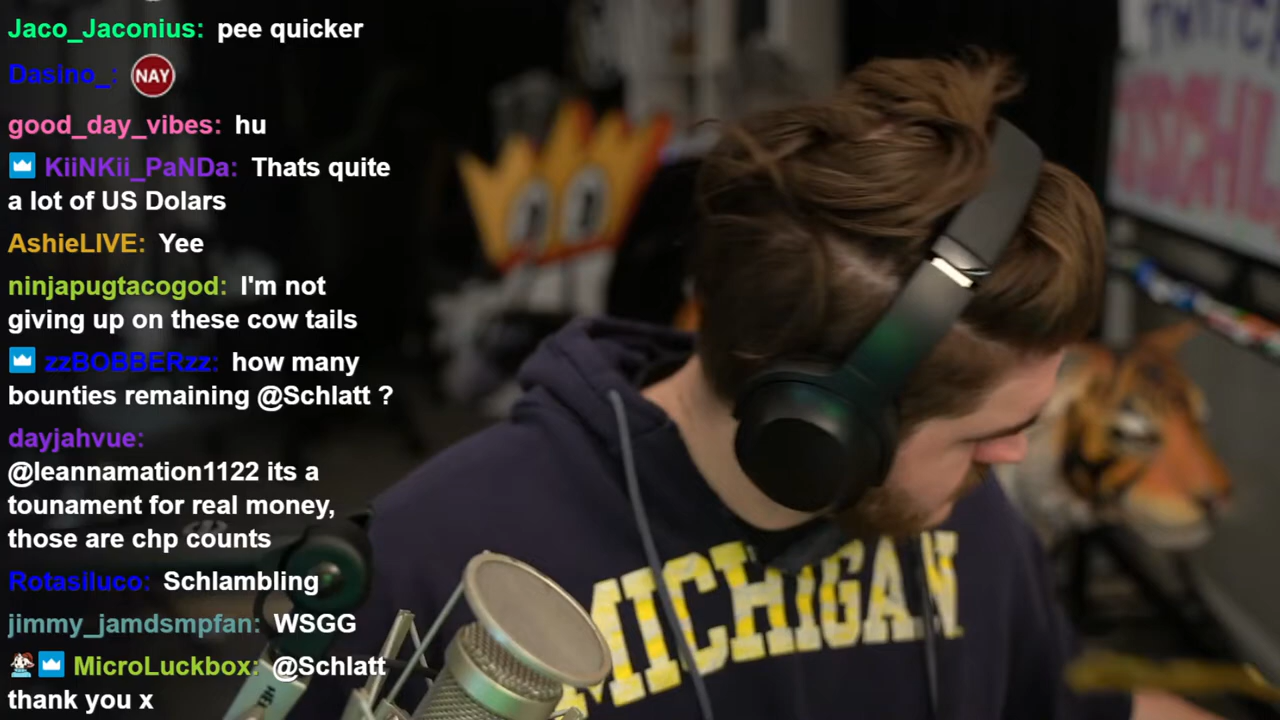 Jaco_Jaconius: pee quicker
Dasino_: NAY
good_day_vibes: hu
KiiNKii_PaNDa: Thats quite
a lot of US Dolars
AshieLIVE: Yee
ninjapugtacogod: I'm not
giving up on these cow tails
zzBOBBERzz: how many
bounties remaining @Schlatt ?
dayjahvue:
@leannamation1122 its a
tounament for real money,
those are chp counts
Rotasiluco: Schlambling
jimmy_jamdsmpfan: WSGG
MicroLuckbox: @Schlatt
thank you x
MICHIGAN